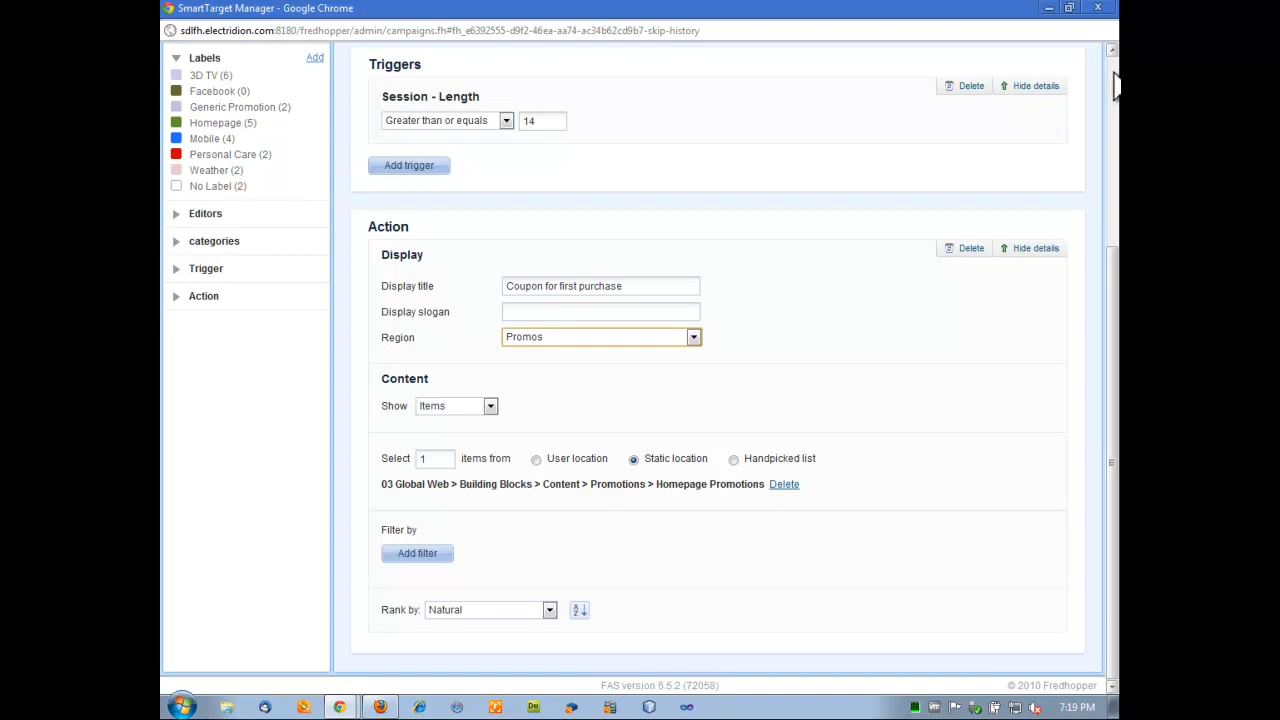 SmartTarget Manager - Google Chrome
sdlfh.electridion.com:8180/fredhopper/admin/campaigns.fh#fh_e6392555-d9f2-46ea-aa74-ac34b62cd9b7-skip-history
Labels Add
3D TV (6)
Facebook (0)
Generic Promotion (2)
Homepage (5)
Mobile (4)
Personal Care (2)
Weather (2)
No Label (2)
Editors
categories
Trigger
Action
Triggers
Delete Hide details
Session - Length
Greater than or equals 14
Add trigger
Action
Delete Hide details
Display
Display title Coupon for first purchase
Display slogan
Region Promos
Content
Show Items
Select 1 items from User location Static location Handpicked list
03 Global Web > Building Blocks > Content > Promotions > Homepage Promotions Delete
Filter by
Add filter
Rank by: Natural
FAS version 6.5.2 (72058) © 2010 Fredhopper
7:19 PM